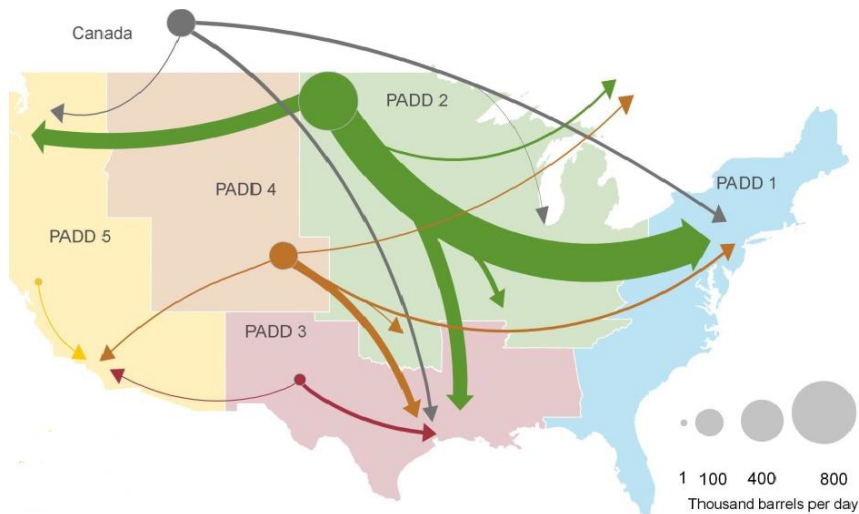 Canada
PADD 2
PADD 1
PADD 4
PADD 5
PADD 3
1 100 400 800
Thousand barrels per day